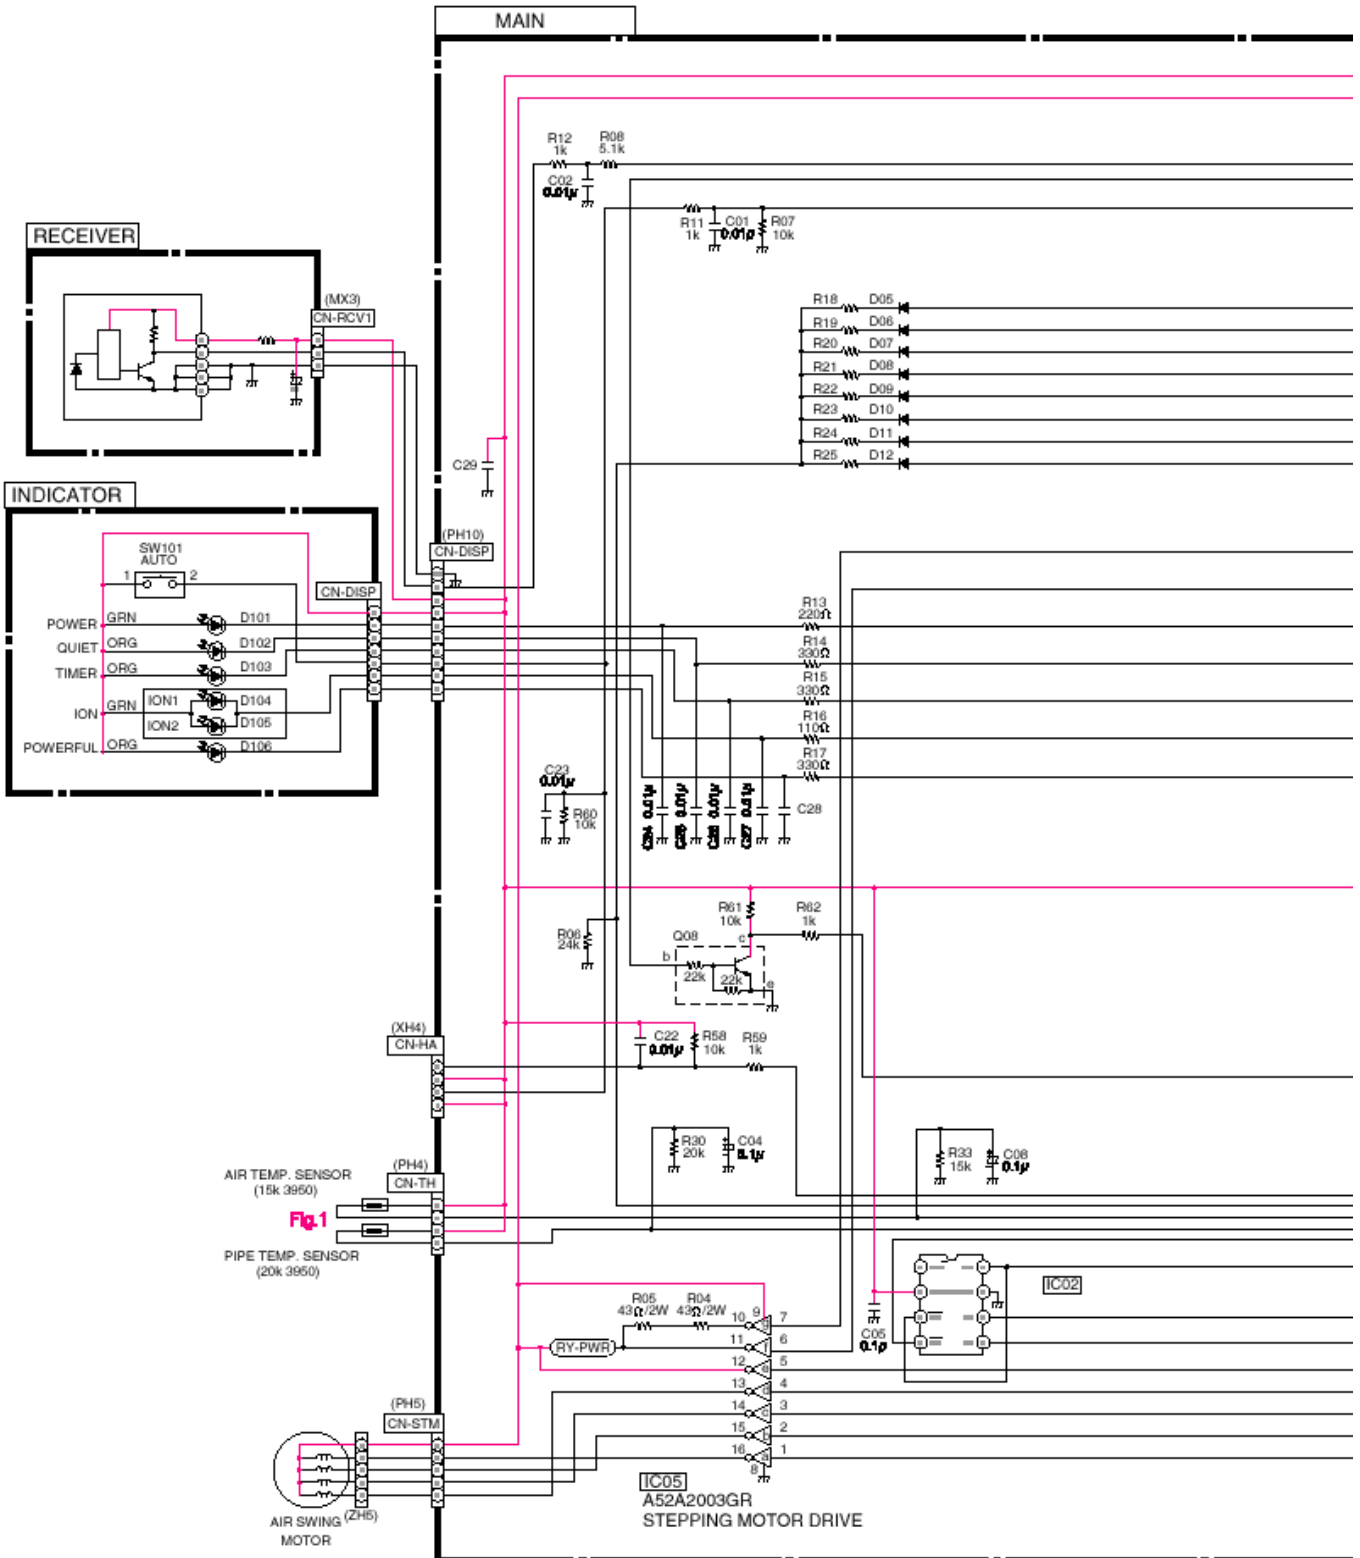 MAIN
R12
1k
R08
5.1k
C02
0.01μ
R11
1k
C01
0.01μ
R07
10k
RECEIVER
(MX3)
CN-RCV1
R18 D05
R19 D06
R20 D07
R21 D08
R22 D09
R23 D10
R24 D11
R25 D12
C29
INDICATOR
SW101
AUTO
1 2
CN-DISP
(PH10)
CN-DISP
POWER GRN D101
QUIET ORG D102
TIMER ORG D103
ION GRN ION1 D104
ION2 D105
POWERFUL ORG D106
R13
220Ω
R14
330Ω
R15
330Ω
R16
110Ω
R17
330Ω
C23
0.01μ
R60
10k
C24 0.01μ
C25 0.01μ
C26 0.01μ
C27 0.01μ
C28
R61
10k
R62
1k
R06
24k
Q08
c
b
22k
22k
e
(XH4)
CN-HA
C22
0.01μ
R58
10k
R59
1k
R30
20k
C04
0.1μ
R33
15k
C08
0.1μ
AIR TEMP. SENSOR
(15k 3950)
(PH4)
CN-TH
Fig.1
PIPE TEMP. SENSOR
(20k 3950)
IC02
C05
0.1μ
R05
43Ω/2W
R04
43Ω/2W
RY-PWR
9
10 g 7
11 f 6
12 e 5
13 d 4
14 c 3
15 b 2
16 a 1
8
(PH5)
CN-STM
(ZH5)
AIR SWING
MOTOR
IC05
A52A2003GR
STEPPING MOTOR DRIVE